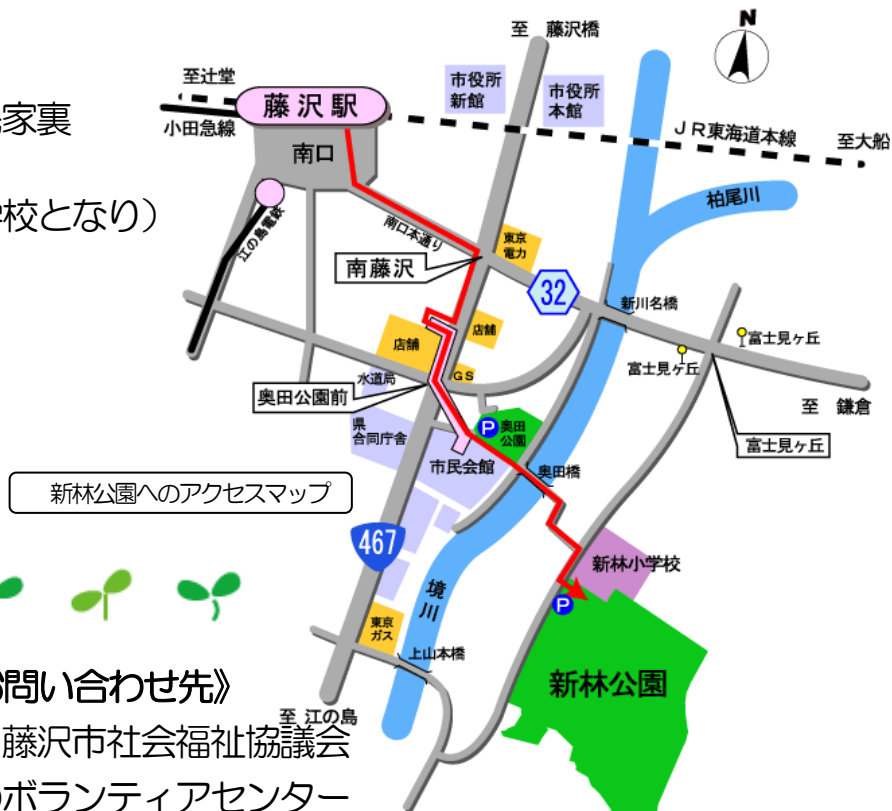 N
至 藤沢橋
至辻堂
市役所
新館
市役所
本館
藤沢駅
家裏
小田急線
JR東海道本線
至大船
南口
柏尾川
校となり）
江の島電鉄
南口本通り
東京
電力
南藤沢
32
新川名橋
店舗
店舗
富士見ヶ丘
富士見ヶ丘
水道局
GS
奥田公園前
至 鎌倉
県
合同庁舎
P
奥田
公園
富士見ヶ丘
市民会館
奥田橋
新林公園へのアクセスマップ
467
新林小学校
境川
P
東京
ガス
上山本橋
新林公園
問い合わせ先》
至 江の島
藤沢市社会福祉協議会
ボランティアセンター